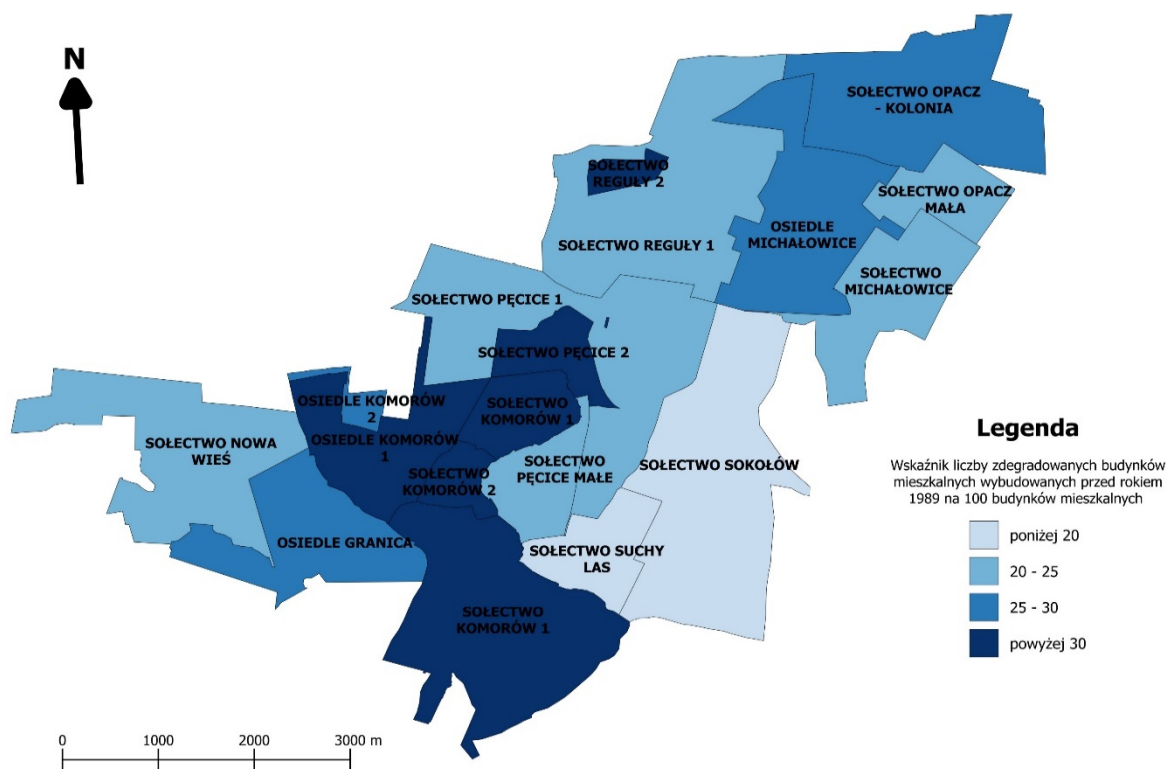 N
SOŁECTWO OPACZ
- KOLONIA
SOŁECTWO
REGUŁY 2
SOŁECTWO OPACZ
MAŁA
OSIEDLE
MICHAŁOWICE
SOŁECTWO REGUŁY 1
SOŁECTWO
MICHAŁOWICE
SOŁECTWO PĘCICE 1
SOŁECTWO PĘCICE 2
OSIEDLE KOMORÓW
2
SOŁECTWO
KOMORÓW 1
SOŁECTWO NOWA
WIEŚ
OSIEDLE KOMORÓW
1
SOŁECTWO
KOMORÓW 2
SOŁECTWO
PĘCICE MAŁE
SOŁECTWO SOKOŁÓW
OSIEDLE GRANICA
SOŁECTWO SUCHY
LAS
SOŁECTWO
KOMORÓW 1
Legenda
Wskaźnik liczby zdegradowanych budynków
mieszkalnych wybudowanych przed rokiem
1989 na 100 budynków mieszkalnych
poniżej 20
20 - 25
25 - 30
powyżej 30
0 1000 2000 3000 m